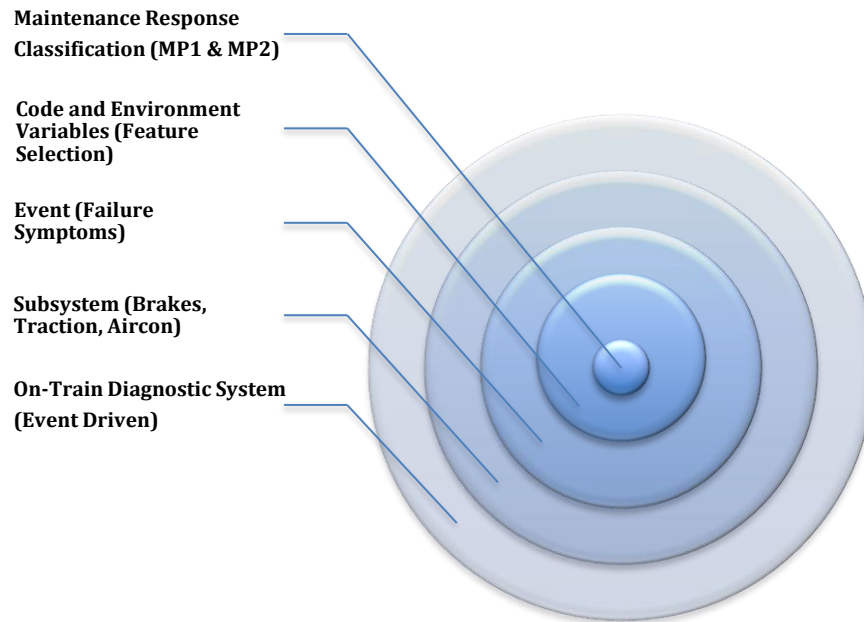 Maintenance Response
Classification (MP1 & MP2)
Code and Environment
Variables (Feature
Selection)
Event (Failure
Symptoms)
Subsystem (Brakes,
Traction, Aircon)
On-Train Diagnostic System
(Event Driven)